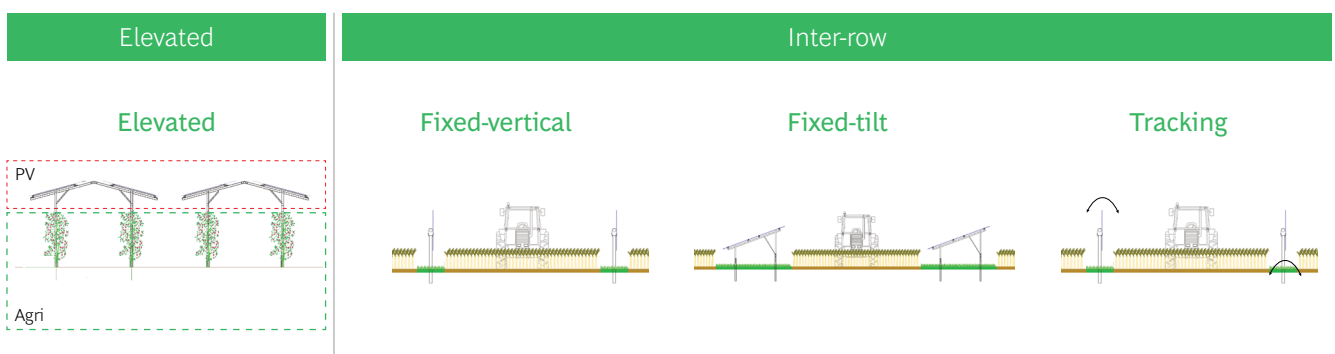 Elevated
Inter-row
Elevated
Fixed-vertical
Fixed-tilt
Tracking
PV
Agri